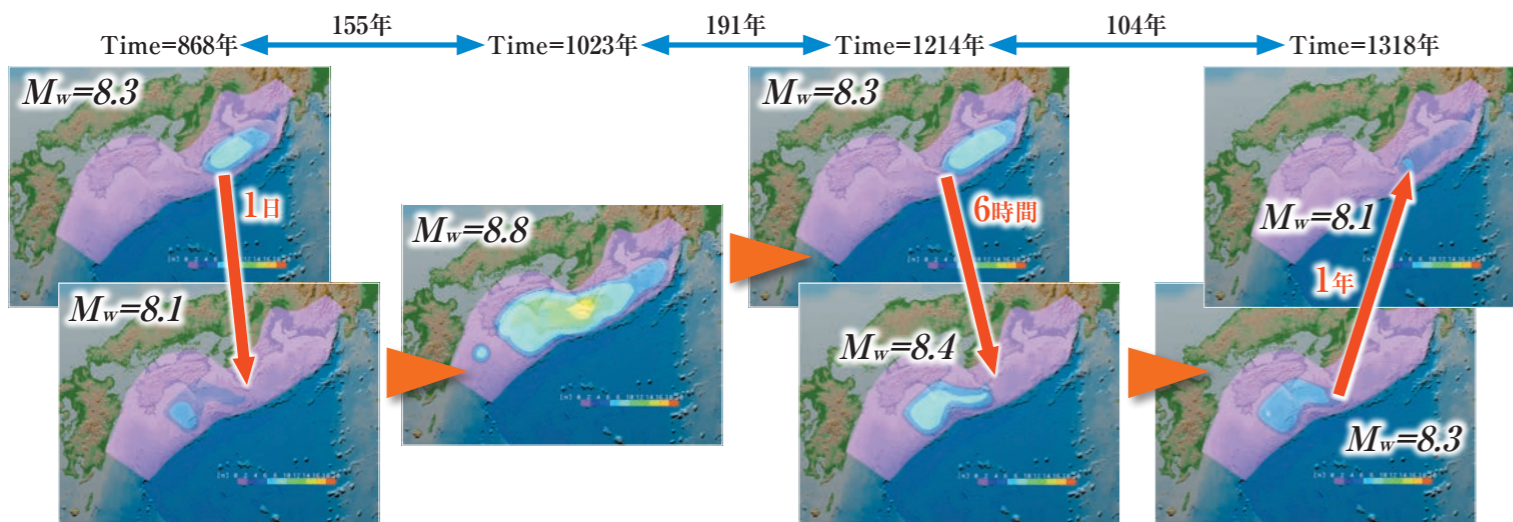 155年
191年
104年
Time=868年
Time=1023年
Time=1214年
Time=1318年
Mw=8.3
1日
Mw=8.1
Mw=8.8
Mw=8.3
6時間
Mw=8.4
Mw=8.1
1年
Mw=8.3